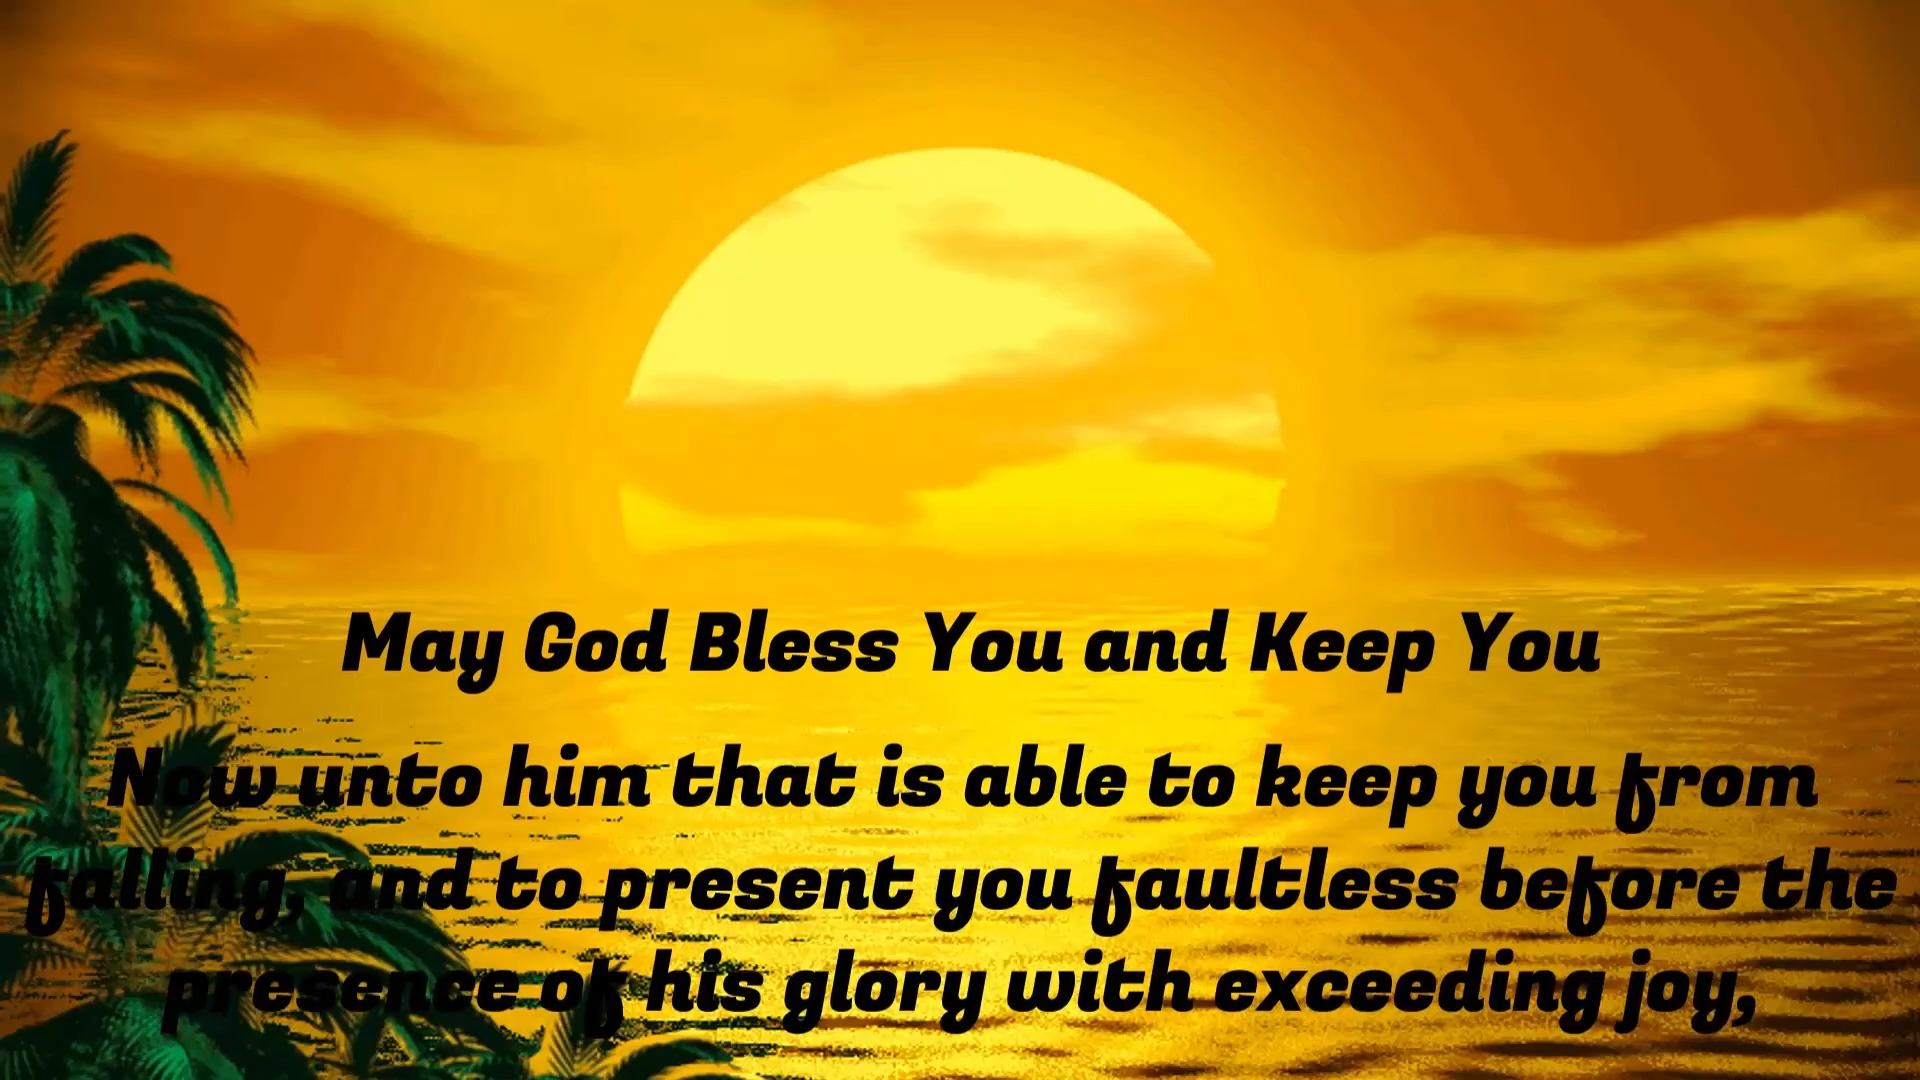 May God Bless You and Keep You
Now unto him that is able to keep you from
falling, and to present you faultless before the
presence of his glory with exceeding joy,